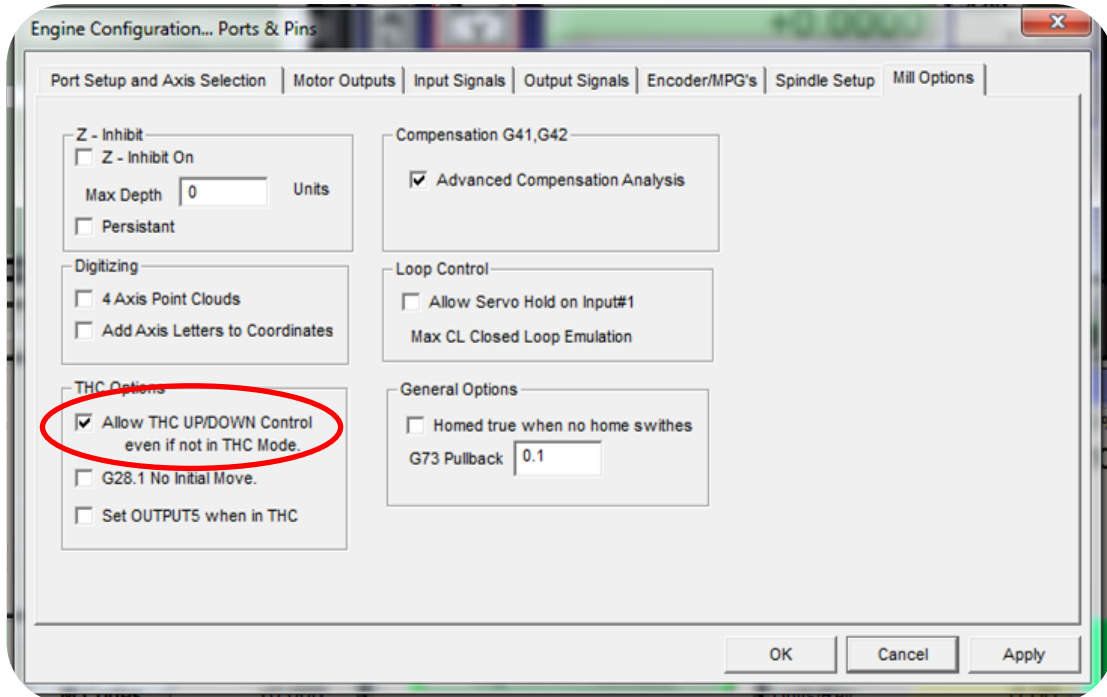 Engine Configuration... Ports & Pins
+0.0000
Port Setup and Axis Selection
Motor Outputs
Input Signals
Output Signals
Encoder/MPG's
Spindle Setup
Mill Options
Z - Inhibit
Z - Inhibit On
Max Depth 0 Units
Persistant
Digitizing
4 Axis Point Clouds
Add Axis Letters to Coordinates
THC Options
Allow THC UP/DOWN Control
even if not in THC Mode.
G28.1 No Initial Move.
Set OUTPUT5 when in THC
Compensation G41,G42
Advanced Compensation Analysis
Loop Control
Allow Servo Hold on Input#1
Max CL Closed Loop Emulation
General Options
Homed true when no home swithes
G73 Pullback 0.1
OK
Cancel
Apply